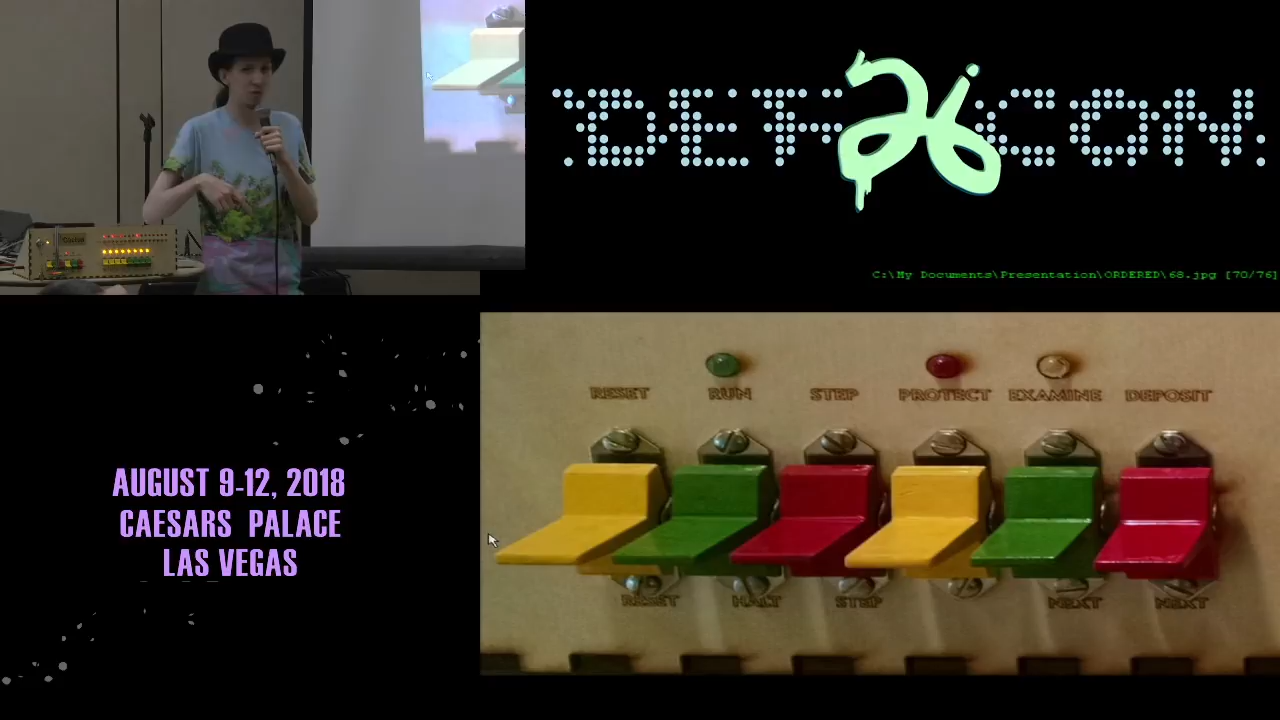 DEF 26 CON
C:\My Documents\Presentation\ORDERED\68.jpg [70/76]
RESET RUN STEP PROTECT EXAMINE DEPOSIT
RESET HALT STEP NEXT NEXT
AUGUST 9-12, 2018
CAESARS PALACE
LAS VEGAS